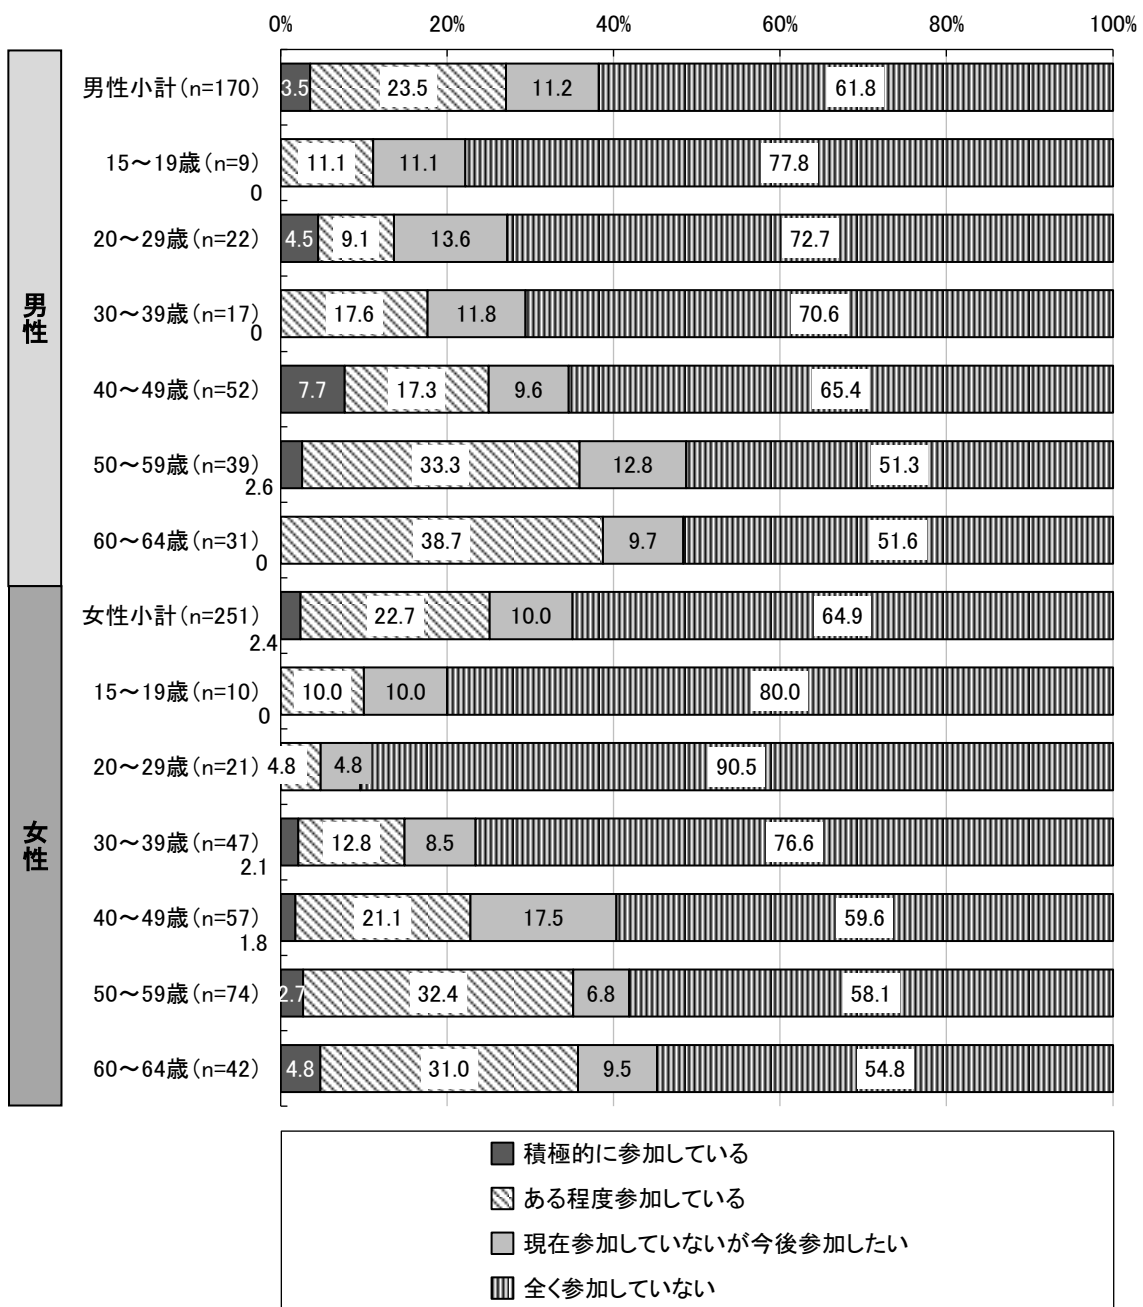 0% 20% 40% 60% 80% 100%
男性
男性小計(n=170) 3.5 23.5 11.2 61.8
15～19歳(n=9) 11.1 11.1 77.8
0
20～29歳(n=22) 4.5 9.1 13.6 72.7
30～39歳(n=17) 17.6 11.8 70.6
0
40～49歳(n=52) 7.7 17.3 9.6 65.4
50～59歳(n=39) 33.3 12.8 51.3
2.6
60～64歳(n=31) 38.7 9.7 51.6
0
女性
女性小計(n=251) 22.7 10.0 64.9
2.4
15～19歳(n=10) 10.0 10.0 80.0
0
20～29歳(n=21) 4.8 4.8 90.5
30～39歳(n=47) 12.8 8.5 76.6
2.1
40～49歳(n=57) 21.1 17.5 59.6
1.8
50～59歳(n=74) 2.7 32.4 6.8 58.1
60～64歳(n=42) 4.8 31.0 9.5 54.8
積極的に参加している
ある程度参加している
現在参加していないが今後参加したい
全く参加していない